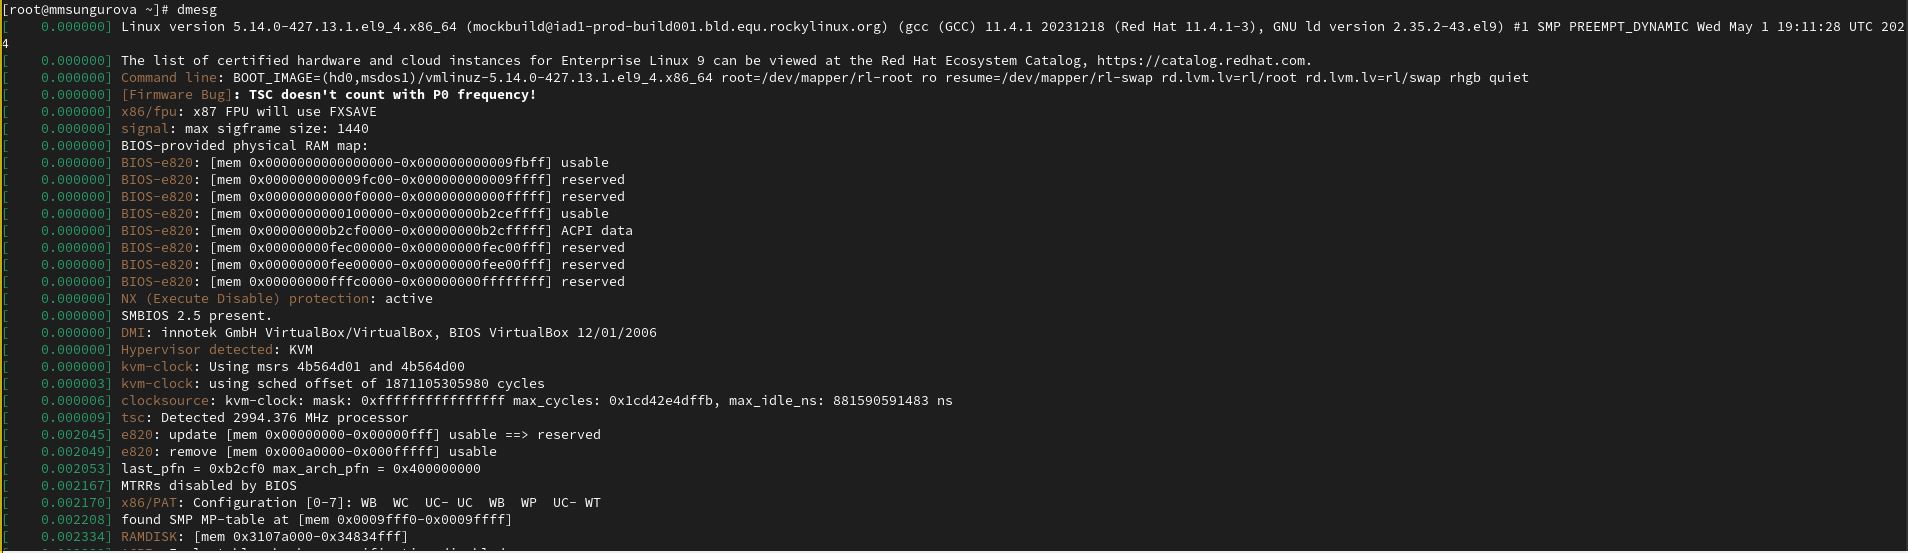 [root@mmsungurova ~]# dmesg
[    0.000000] Linux version 5.14.0-427.13.1.el9_4.x86_64 (mockbuild@iad1-prod-build001.bld.equ.rockylinux.org) (gcc (GCC) 11.4.1 20231218 (Red Hat 11.4.1-3), GNU ld version 2.35.2-43.el9) #1 SMP PREEMPT_DYNAMIC Wed May 1 19:11:28 UTC 202
4
[    0.000000] The list of certified hardware and cloud instances for Enterprise Linux 9 can be viewed at the Red Hat Ecosystem Catalog, https://catalog.redhat.com.
[    0.000000] Command line: BOOT_IMAGE=(hd0,msdos1)/vmlinuz-5.14.0-427.13.1.el9_4.x86_64 root=/dev/mapper/rl-root ro resume=/dev/mapper/rl-swap rd.lvm.lv=rl/root rd.lvm.lv=rl/swap rhgb quiet
[    0.000000] [Firmware Bug]: TSC doesn't count with P0 frequency!
[    0.000000] x86/fpu: x87 FPU will use FXSAVE
[    0.000000] signal: max sigframe size: 1440
[    0.000000] BIOS-provided physical RAM map:
[    0.000000] BIOS-e820: [mem 0x0000000000000000-0x000000000009fbff] usable
[    0.000000] BIOS-e820: [mem 0x000000000009fc00-0x000000000009ffff] reserved
[    0.000000] BIOS-e820: [mem 0x00000000000f0000-0x00000000000fffff] reserved
[    0.000000] BIOS-e820: [mem 0x0000000000100000-0x00000000b2ceffff] usable
[    0.000000] BIOS-e820: [mem 0x00000000b2cf0000-0x00000000b2cfffff] ACPI data
[    0.000000] BIOS-e820: [mem 0x00000000fec00000-0x00000000fec00fff] reserved
[    0.000000] BIOS-e820: [mem 0x00000000fee00000-0x00000000fee00fff] reserved
[    0.000000] BIOS-e820: [mem 0x00000000fffc0000-0x00000000ffffffff] reserved
[    0.000000] NX (Execute Disable) protection: active
[    0.000000] SMBIOS 2.5 present.
[    0.000000] DMI: innotek GmbH VirtualBox/VirtualBox, BIOS VirtualBox 12/01/2006
[    0.000000] Hypervisor detected: KVM
[    0.000000] kvm-clock: Using msrs 4b564d01 and 4b564d00
[    0.000003] kvm-clock: using sched offset of 1871105305980 cycles
[    0.000006] clocksource: kvm-clock: mask: 0xffffffffffffffff max_cycles: 0x1cd42e4dffb, max_idle_ns: 881590591483 ns
[    0.000009] tsc: Detected 2994.376 MHz processor
[    0.002045] e820: update [mem 0x00000000-0x00000fff] usable ==> reserved
[    0.002049] e820: remove [mem 0x000a0000-0x000fffff] usable
[    0.002053] last_pfn = 0xb2cf0 max_arch_pfn = 0x400000000
[    0.002167] MTRRs disabled by BIOS
[    0.002170] x86/PAT: Configuration [0-7]: WB  WC  UC- UC  WB  WP  UC- WT
[    0.002208] found SMP MP-table at [mem 0x0009fff0-0x0009ffff]
[    0.002334] RAMDISK: [mem 0x3107a000-0x34834fff]